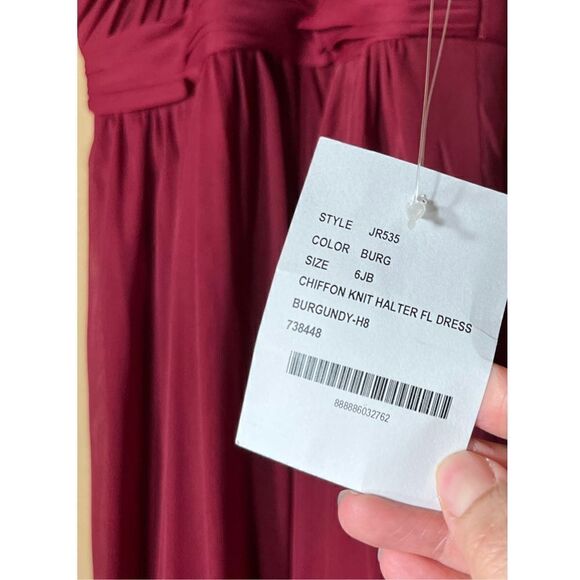 STYLE JR535
COLOR BURG
SIZE 6JB
CHIFFON KNIT HALTER FL DRESS
BURGUNDY-H8
738448
888886032762